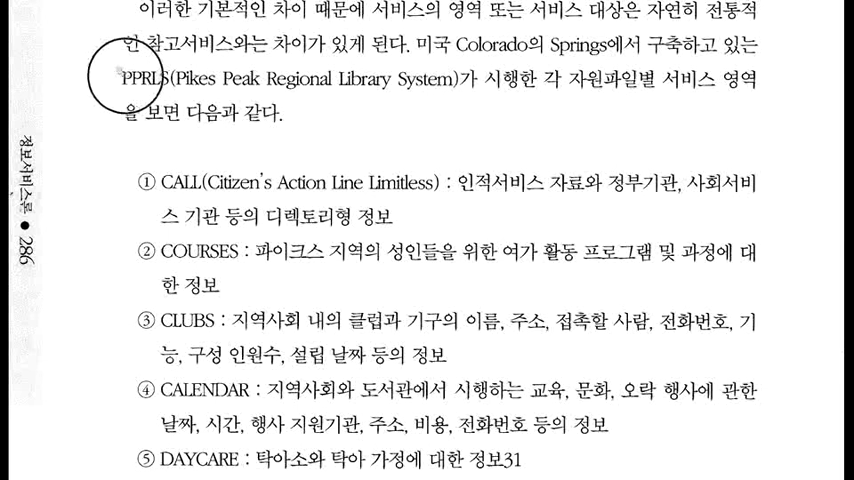 이러한 기본적인 차이 때문에 서비스의 영역 또는 서비스 대상은 자연히 전통적
인 참고서비스와는 차이가 있게 된다. 미국 Colorado의 Springs에서 구축하고 있는
PPRLS(Pikes Peak Regional Library System)가 시행한 각 자원파일별 서비스 영역
을 보면 다음과 같다.
① CALL(Citizen's Action Line Limitless) : 인적서비스 자료와 정부기관, 사회서비
스 기관 등의 디렉토리형 정보
② COURSES : 파이크스 지역의 성인들을 위한 여가 활동 프로그램 및 과정에 대
한 정보
③ CLUBS : 지역사회 내의 클럽과 기구의 이름, 주소, 접촉할 사람, 전화번호, 기
능, 구성 인원수, 설립 날짜 등의 정보
④ CALENDAR : 지역사회와 도서관에서 시행하는 교육, 문화, 오락 행사에 관한
날짜, 시간, 행사 지원기관, 주소, 비용, 전화번호 등의 정보
⑤ DAYCARE : 탁아소와 탁아 가정에 대한 정보31
정보서비스론 ● 286